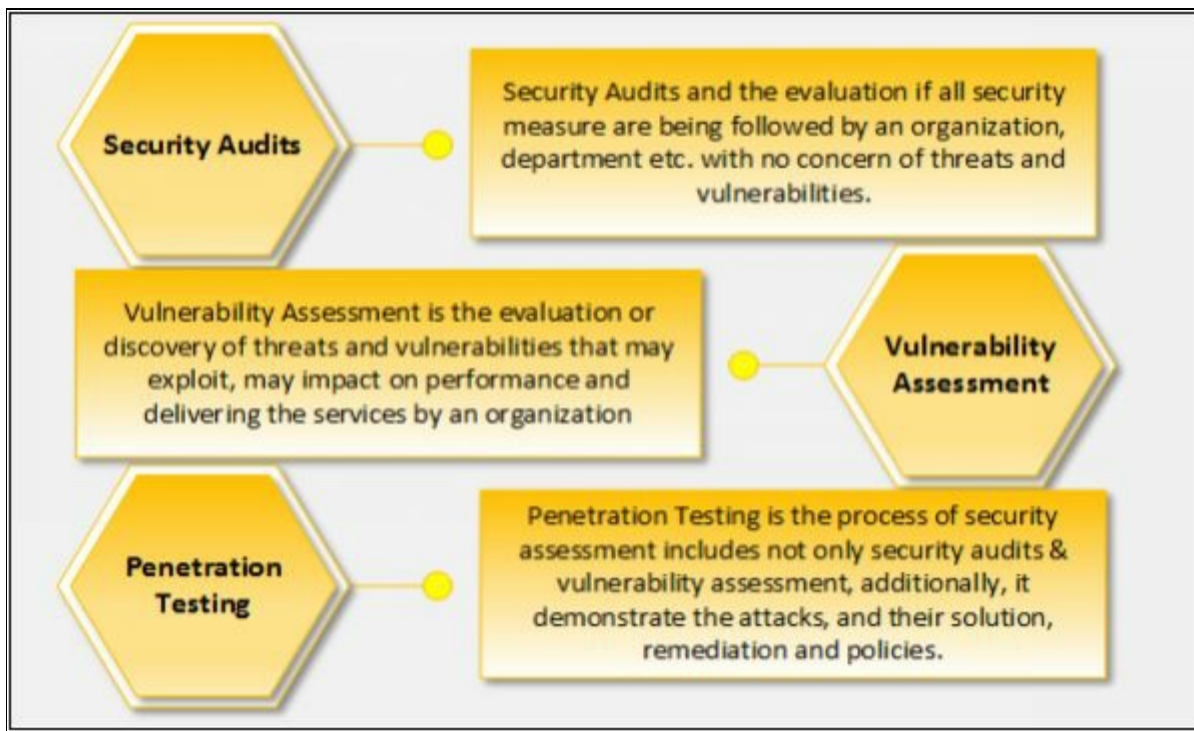 Security Audits
Security Audits and the evaluation if all security
measure are being followed by an organization,
department etc. with no concern of threats and
vulnerabilities.
Vulnerability Assessment is the evaluation or
discovery of threats and vulnerabilities that may
exploit, may impact on performance and
delivering the services by an organization
Vulnerability
Assessment
Penetration
Testing
Penetration Testing is the process of security
assessment includes not only security audits &
vulnerability assessment, additionally, it
demonstrate the attacks, and their solution,
remediation and policies.